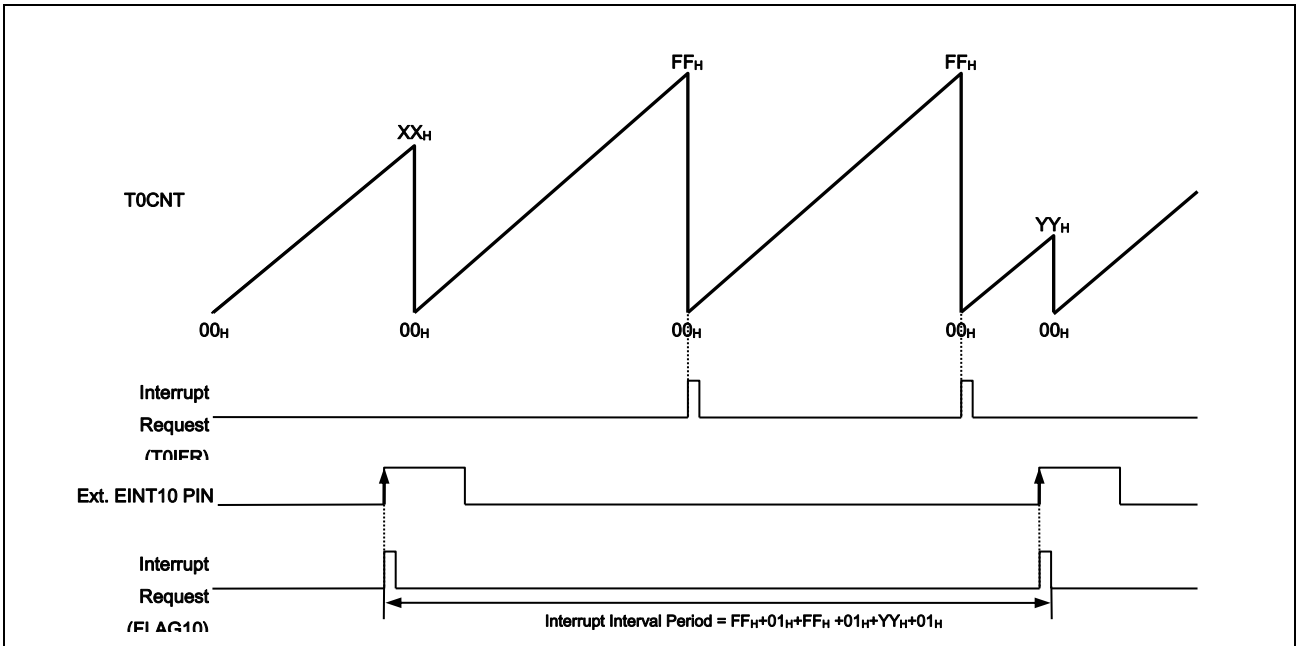 FFH FFH
XXH
T0CNT
YYH
00H 00H 00H 00H 00H
Interrupt
Request
(T0IFR)
Ext. EINT10 PIN
Interrupt
Request
(FLAG10)
Interrupt Interval Period = FFH+01H+FFH +01H+YYH+01H